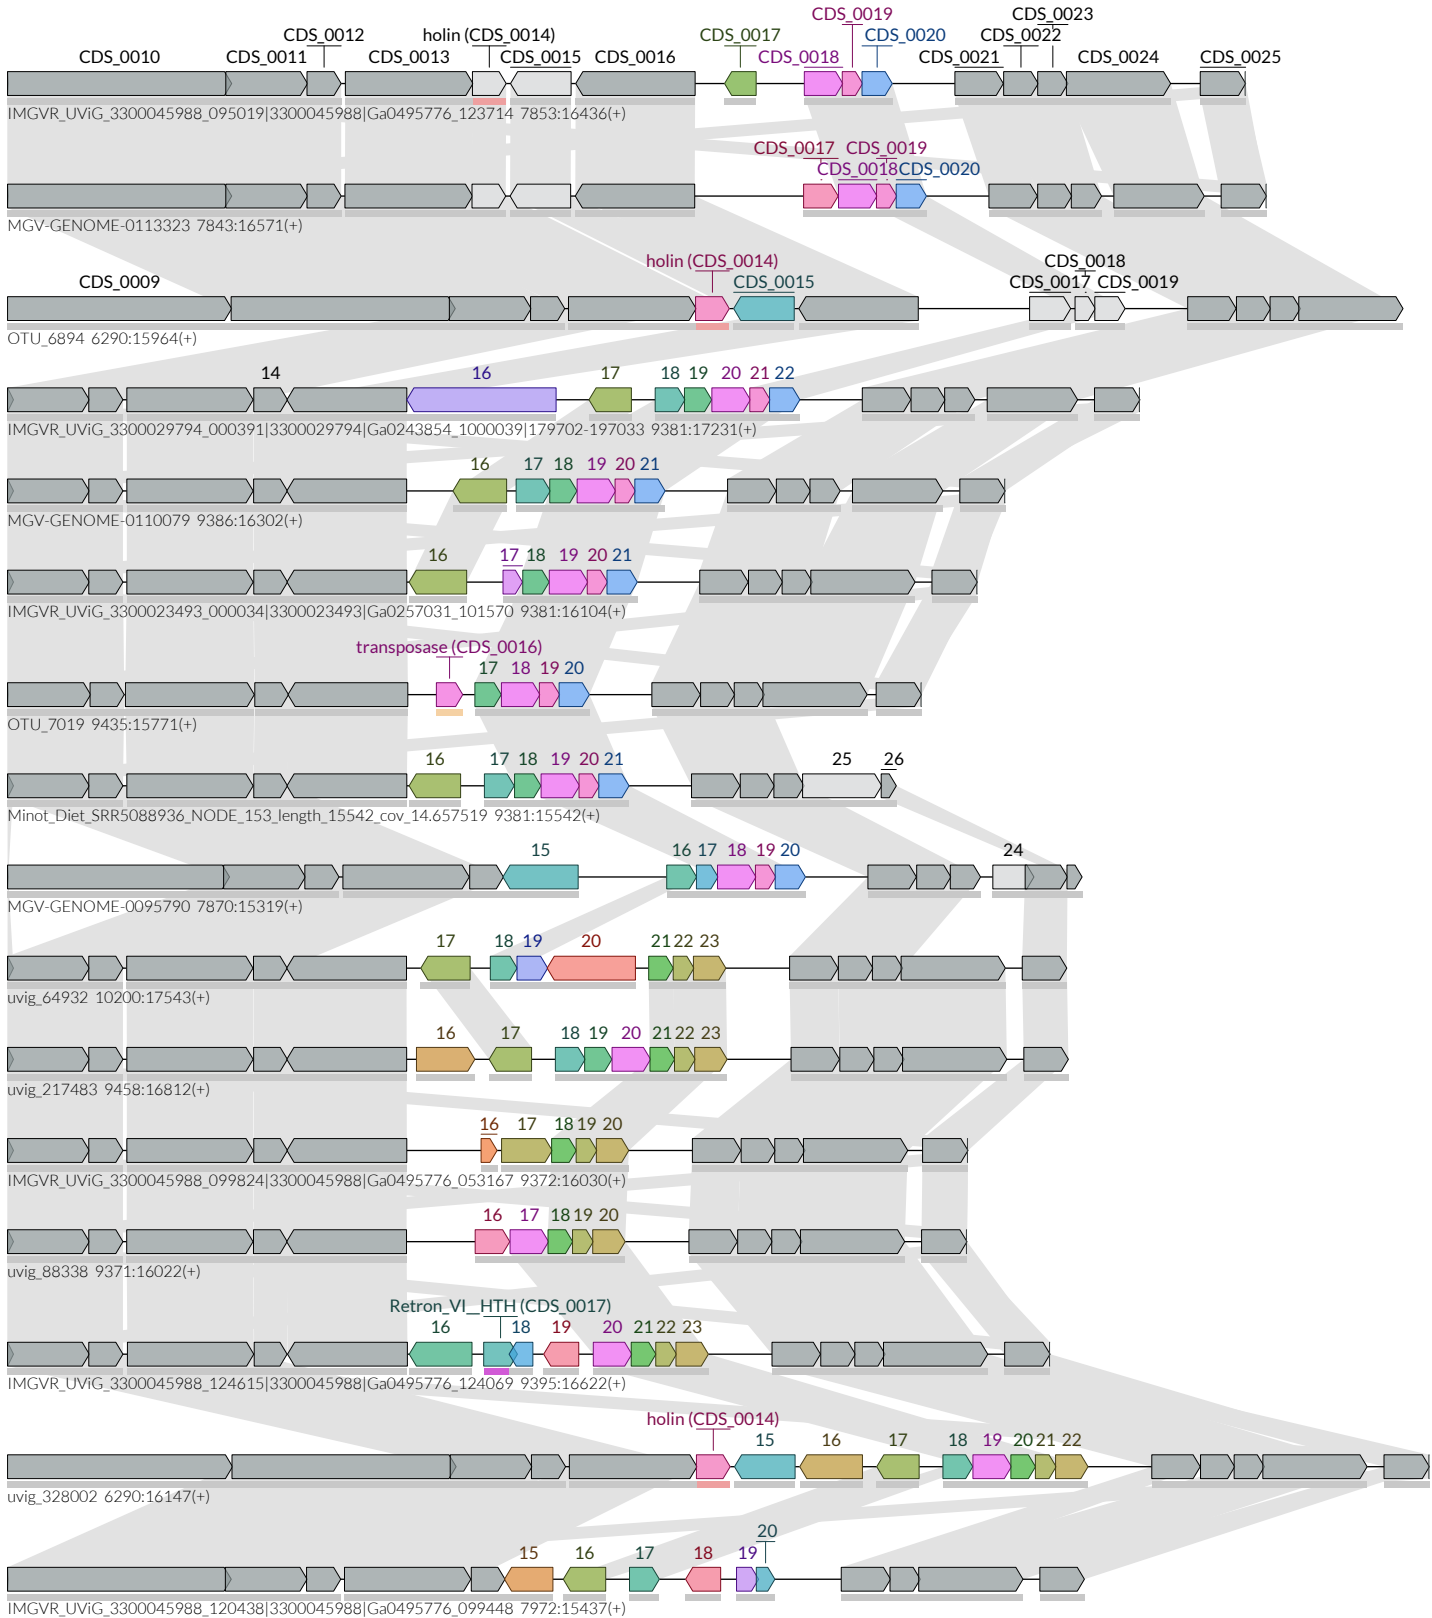 CDS_0019 CDS_0023
CDS_0012 holin (CDS_0014) CDS_0017 CDS_0020 CDS_0022
CDS_0010 CDS_0011 CDS_0013 CDS_0015 CDS_0016 CDS_0018 CDS_0021 CDS_0024 CDS_0025
IMGVR_UViG_3300045988_095019|3300045988|Ga0495776_123714 7853:16436(+)
CDS_0017 CDS_0019
CDS_0018 CDS_0020
MGV-GENOME-0113323 7843:16571(+)
holin (CDS_0014) CDS_0018
CDS_0009 CDS_0015 CDS_0017 CDS_0019
OTU_6894 6290:15964(+)
14 16 17 18 19 20 21 22
IMGVR_UViG_3300029794_000391|3300029794|Ga0243854_1000039|179702-197033 9381:17231(+)
16 17 18 19 20 21
MGV-GENOME-0110079 9386:16302(+)
16 17 18 19 20 21
IMGVR_UViG_3300023493_000034|3300023493|Ga0257031_101570 9381:16104(+)
transposase (CDS_0016)
17 18 19 20
OTU_7019 9435:15771(+)
16 17 18 19 20 21 25 26
Minot_Diet_SRR5088936_NODE_153_length_15542_cov_14.657519 9381:15542(+)
15 16 17 18 19 20 24
MGV-GENOME-0095790 7870:15319(+)
17 18 19 20 21 22 23
uvig_64932 10200:17543(+)
16 17 18 19 20 21 22 23
uvig_217483 9458:16812(+)
16 17 18 19 20
IMGVR_UViG_3300045988_099824|3300045988|Ga0495776_053167 9372:16030(+)
16 17 18 19 20
uvig_88338 9371:16022(+)
Retron_VI__HTH (CDS_0017)
16 18 19 20 21 22 23
IMGVR_UViG_3300045988_124615|3300045988|Ga0495776_124069 9395:16622(+)
holin (CDS_0014)
15 16 17 18 19 20 21 22
uvig_328002 6290:16147(+)
20
15 16 17 18 19
IMGVR_UViG_3300045988_120438|3300045988|Ga0495776_099448 7972:15437(+)